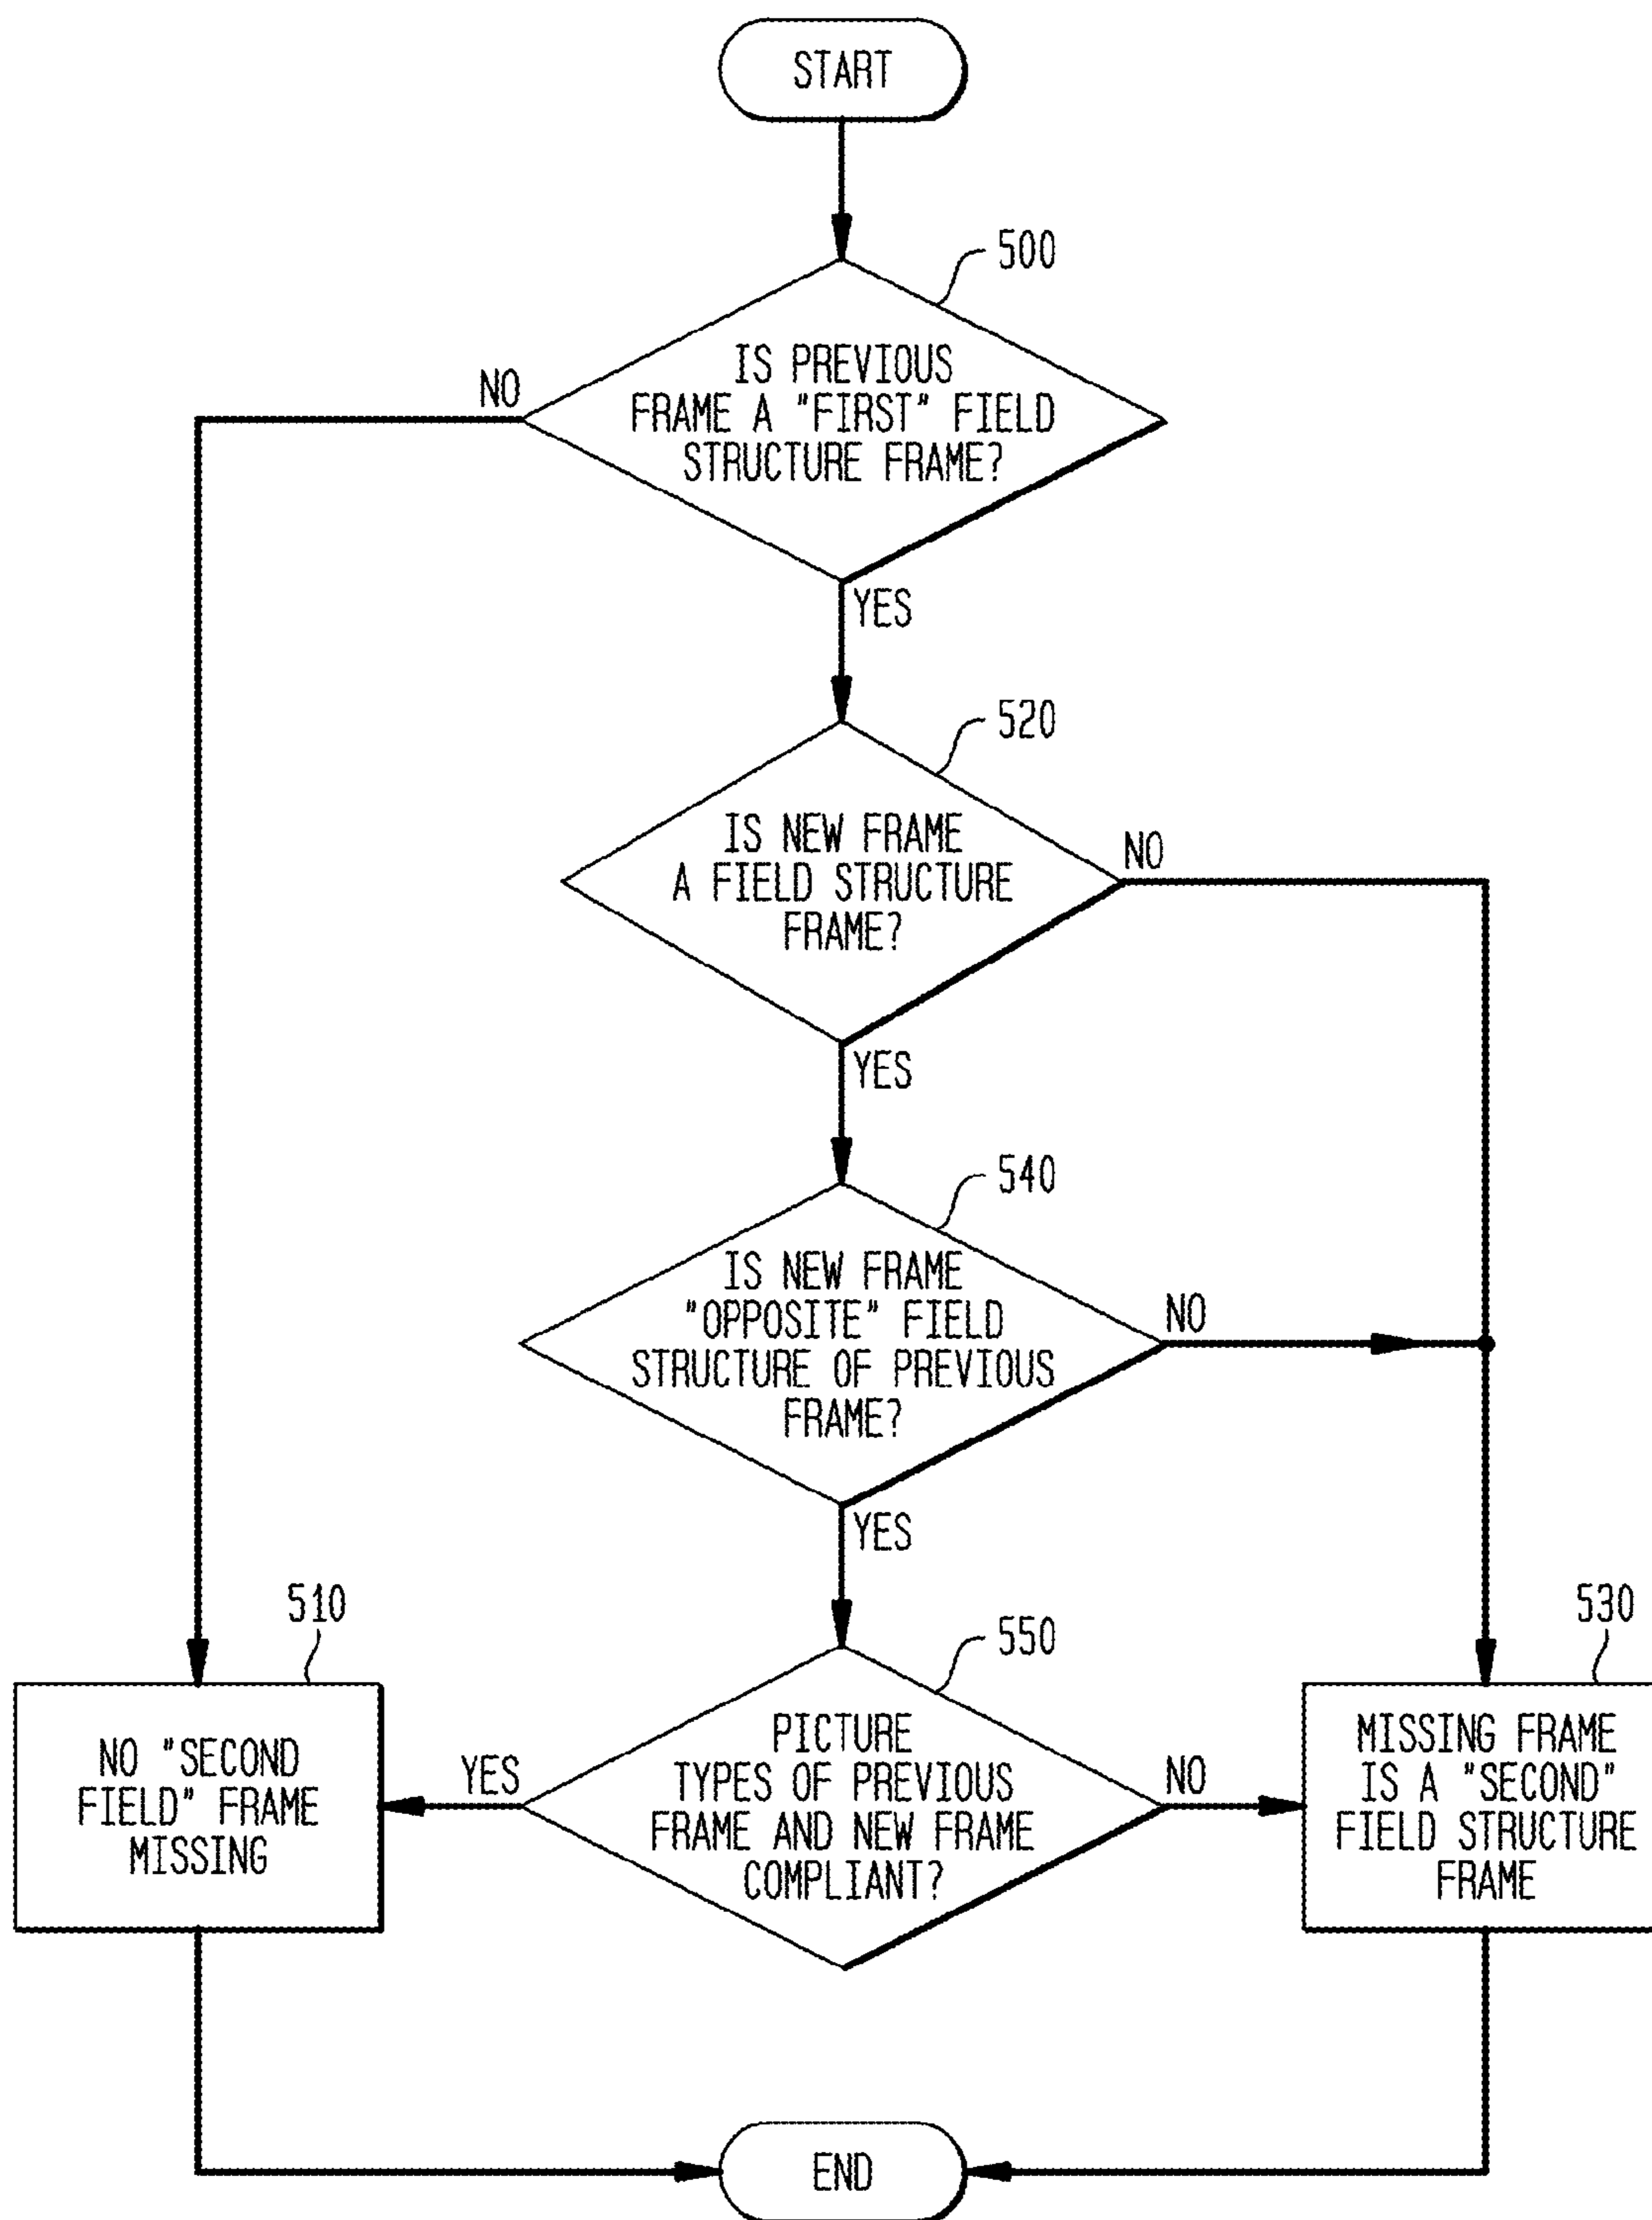 START
500
IS PREVIOUS
FRAME A "FIRST" FIELD
STRUCTURE FRAME?
NO
YES
520
IS NEW FRAME
A FIELD STRUCTURE
FRAME?
NO
YES
540
IS NEW FRAME
"OPPOSITE" FIELD
STRUCTURE OF PREVIOUS
FRAME?
NO
YES
510
NO "SECOND
FIELD" FRAME
MISSING
550
PICTURE
TYPES OF PREVIOUS
FRAME AND NEW FRAME
COMPLIANT?
YES
NO
530
MISSING FRAME
IS A "SECOND"
FIELD STRUCTURE
FRAME
END